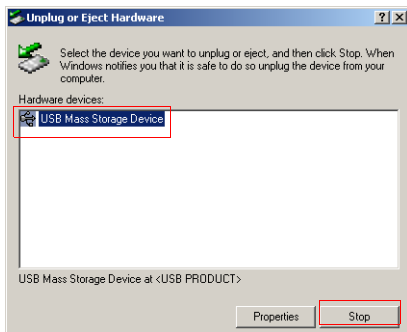 Unplug or Eject Hardware
Select the device you want to unplug or eject, and then click Stop. When
Windows notifies you that it is safe to do so unplug the device from your
computer.
Hardware devices:
USB Mass Storage Device
USB Mass Storage Device at <USB PRODUCT>
Properties
Stop